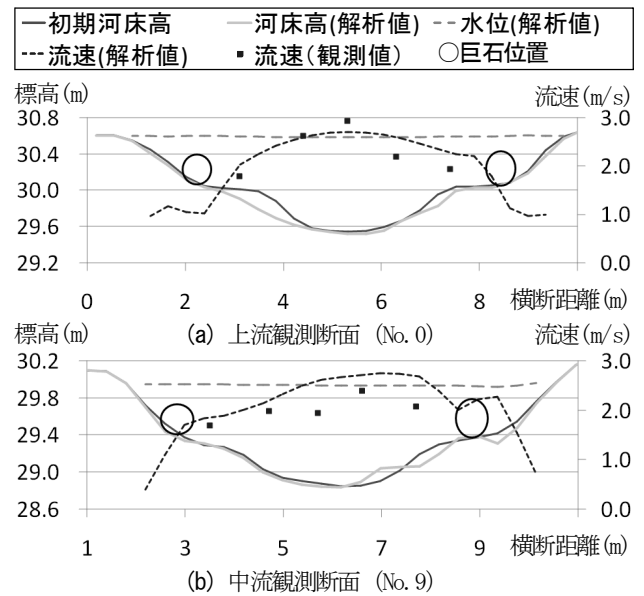 初期河床高 河床高(解析値) 水位(解析値)
流速(解析値) 流速(観測値) 巨石位置
標高(m) 流速(m/s)
30.8 3.0
30.4 2.0
30.0
29.6 1.0
29.2 0.0
0 2 4 6 8 横断距離(m)
(a) 上流観測断面 (No.0)
標高(m) 流速(m/s)
30.2 3.0
29.8 2.0
29.4
29.0 1.0
28.6 0.0
1 3 5 7 9 横断距離(m)
(b) 中流観測断面 (No.9)